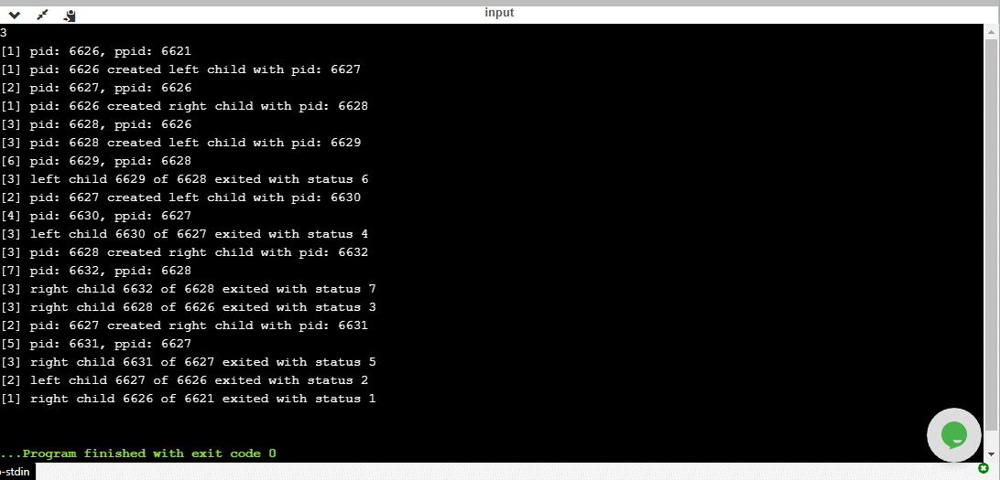 input
3
[1] pid: 6626, ppid: 6621
[1] pid: 6626 created left child with pid: 6627
[2] pid: 6627, ppid: 6626
[1] pid: 6626 created right child with pid: 6628
[3] pid: 6628, ppid: 6626
[3] pid: 6628 created left child with pid: 6629
[6] pid: 6629, ppid: 6628
[3] left child 6629 of 6628 exited with status 6
[2] pid: 6627 created left child with pid: 6630
[4] pid: 6630, ppid: 6627
[3] left child 6630 of 6627 exited with status 4
[3] pid: 6628 created right child with pid: 6632
[7] pid: 6632, ppid: 6628
[3] right child 6632 of 6628 exited with status 7
[3] right child 6628 of 6626 exited with status 3
[2] pid: 6627 created right child with pid: 6631
[5] pid: 6631, ppid: 6627
[3] right child 6631 of 6627 exited with status 5
[2] left child 6627 of 6626 exited with status 2
[1] right child 6626 of 6621 exited with status 1
...Program finished with exit code 0
-stdin